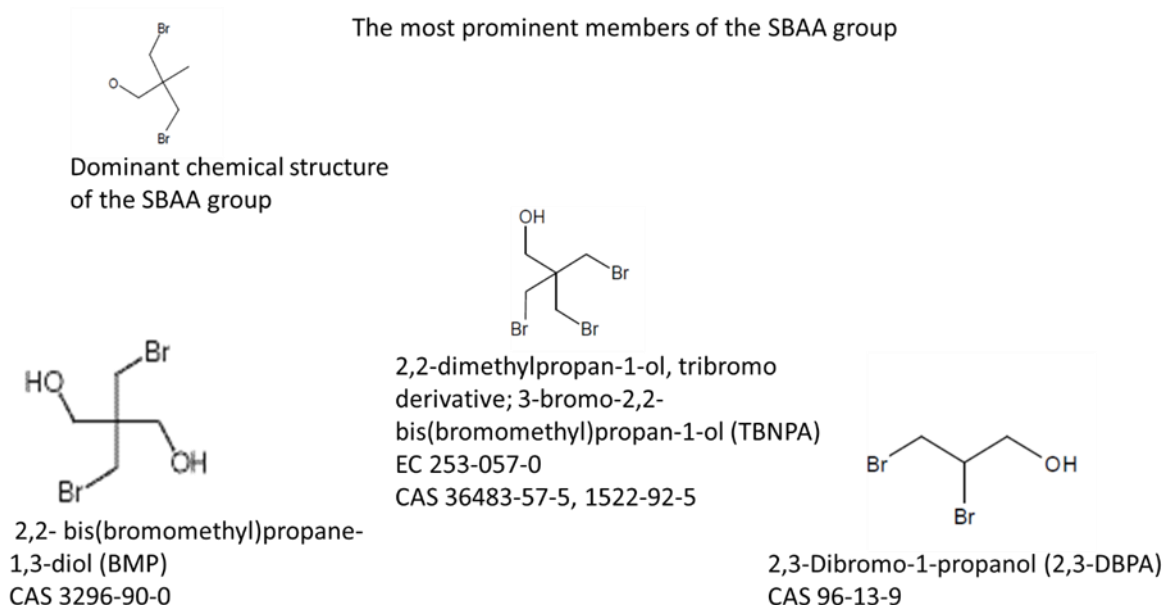 The most prominent members of the SBAA group
Br
O
Br
Dominant chemical structure
of the SBAA group
OH
Br
Br
Br
2,2-dimethylpropan-1-ol, tribromo
derivative; 3-bromo-2,2-
bis(bromomethyl)propan-1-ol (TBNPA)
EC 253-057-0
CAS 36483-57-5, 1522-92-5
Br
HO
OH
Br
2,2- bis(bromomethyl)propane-
1,3-diol (BMP)
CAS 3296-90-0
Br
OH
Br
2,3-Dibromo-1-propanol (2,3-DBPA)
CAS 96-13-9